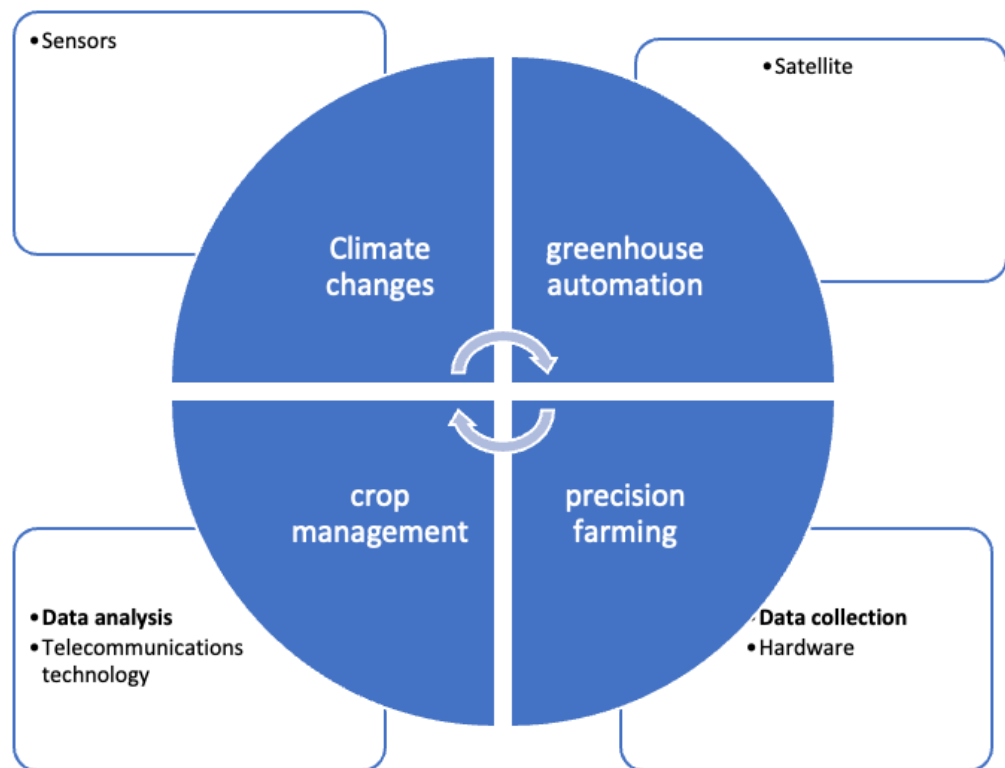 •Sensors
•Satellite
Climate
changes
greenhouse
automation
crop
management
precision
farming
•Data analysis
•Telecommunications
technology
•Data collection
•Hardware